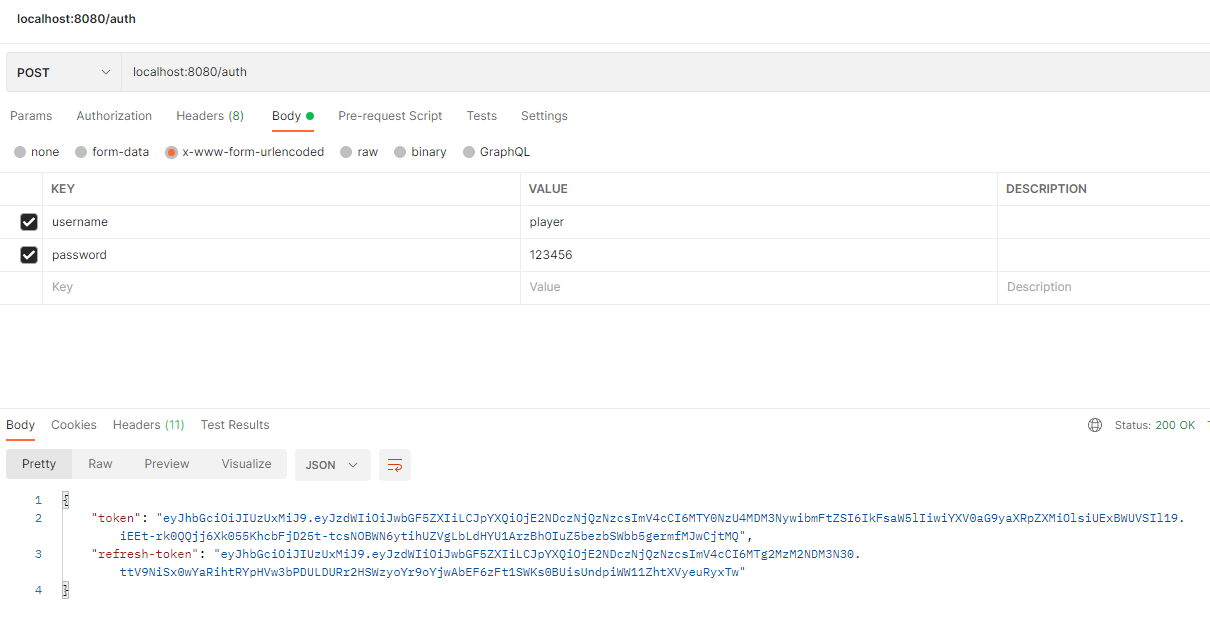 localhost:8080/auth
POST localhost:8080/auth
Params Authorization Headers (8) Body Pre-request Script Tests Settings
none form-data x-www-form-urlencoded raw binary GraphQL
KEY VALUE DESCRIPTION
username player
password 123456
Key Value Description
Body Cookies Headers (11) Test Results Status: 200 OK
Pretty Raw Preview Visualize JSON
1 {
2 "token": "eyJhbGciOiJIUzUxMiJ9.eyJzdWIiOiJwbGF5ZXIiLCJpYXQiOjE2NDczNjQzNzcsImV4cCI6MTY0NzU4MDM3NywibmFtZSI6IkFsaW5lIiwiYXV0aG9yaXRpZXMiOlsiUExBWUVSIl19.
iEEt-rk0QQjj6Xk055KhcbFjD25t-tcsNOBWN6ytihUZVgLbLdHYU1ArzBhOIuZ5bezbSWbb5germfMJwCjtMQ",
3 "refresh-token": "eyJhbGciOiJIUzUxMiJ9.eyJzdWIiOiJwbGF5ZXIiLCJpYXQiOjE2NDczNjQzNzcsImV4cCI6MTg2MzM2NDM3N30.
ttV9NiSx0wYaRihtRYpHVw3bPDULDURr2HSWzyoYr9oYjwAbEF6zFt1SWKs0BUisUndpiWW11ZhtXVyeuRyxTw"
4 }